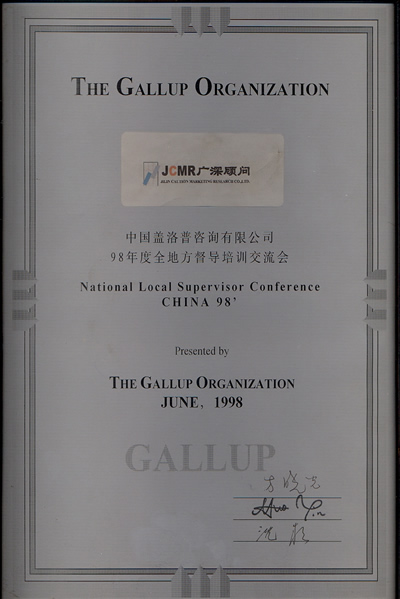 THE GALLUP ORGANIZATION
JCMR广深顾问
中国盖洛普咨询有限公司
98年度全地方督导培训交流会
National Local Supervisor Conference
CHINA 98'
Presented by
THE GALLUP ORGANIZATION
JUNE, 1998
GALLUP